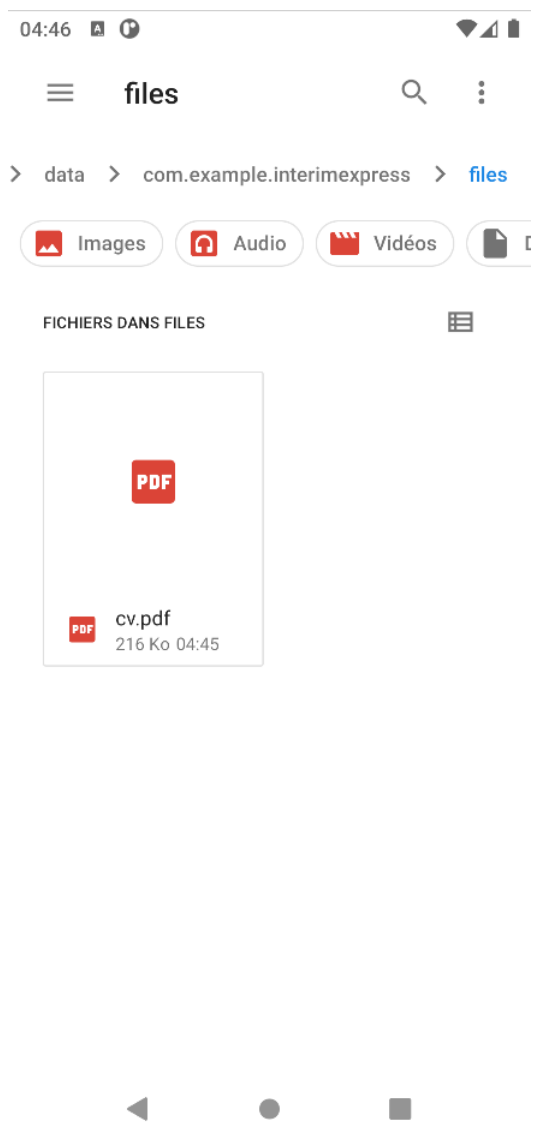 04:46
files
data > com.example.interimexpress > files
Images Audio Vidéos
FICHIERS DANS FILES
PDF
PDF cv.pdf
216 Ko 04:45